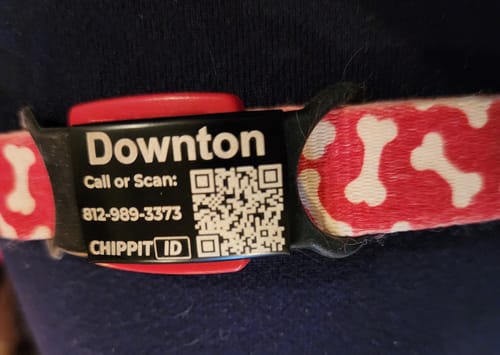 Downton
Call or Scan:
812-989-3373
CHIPPIT ID